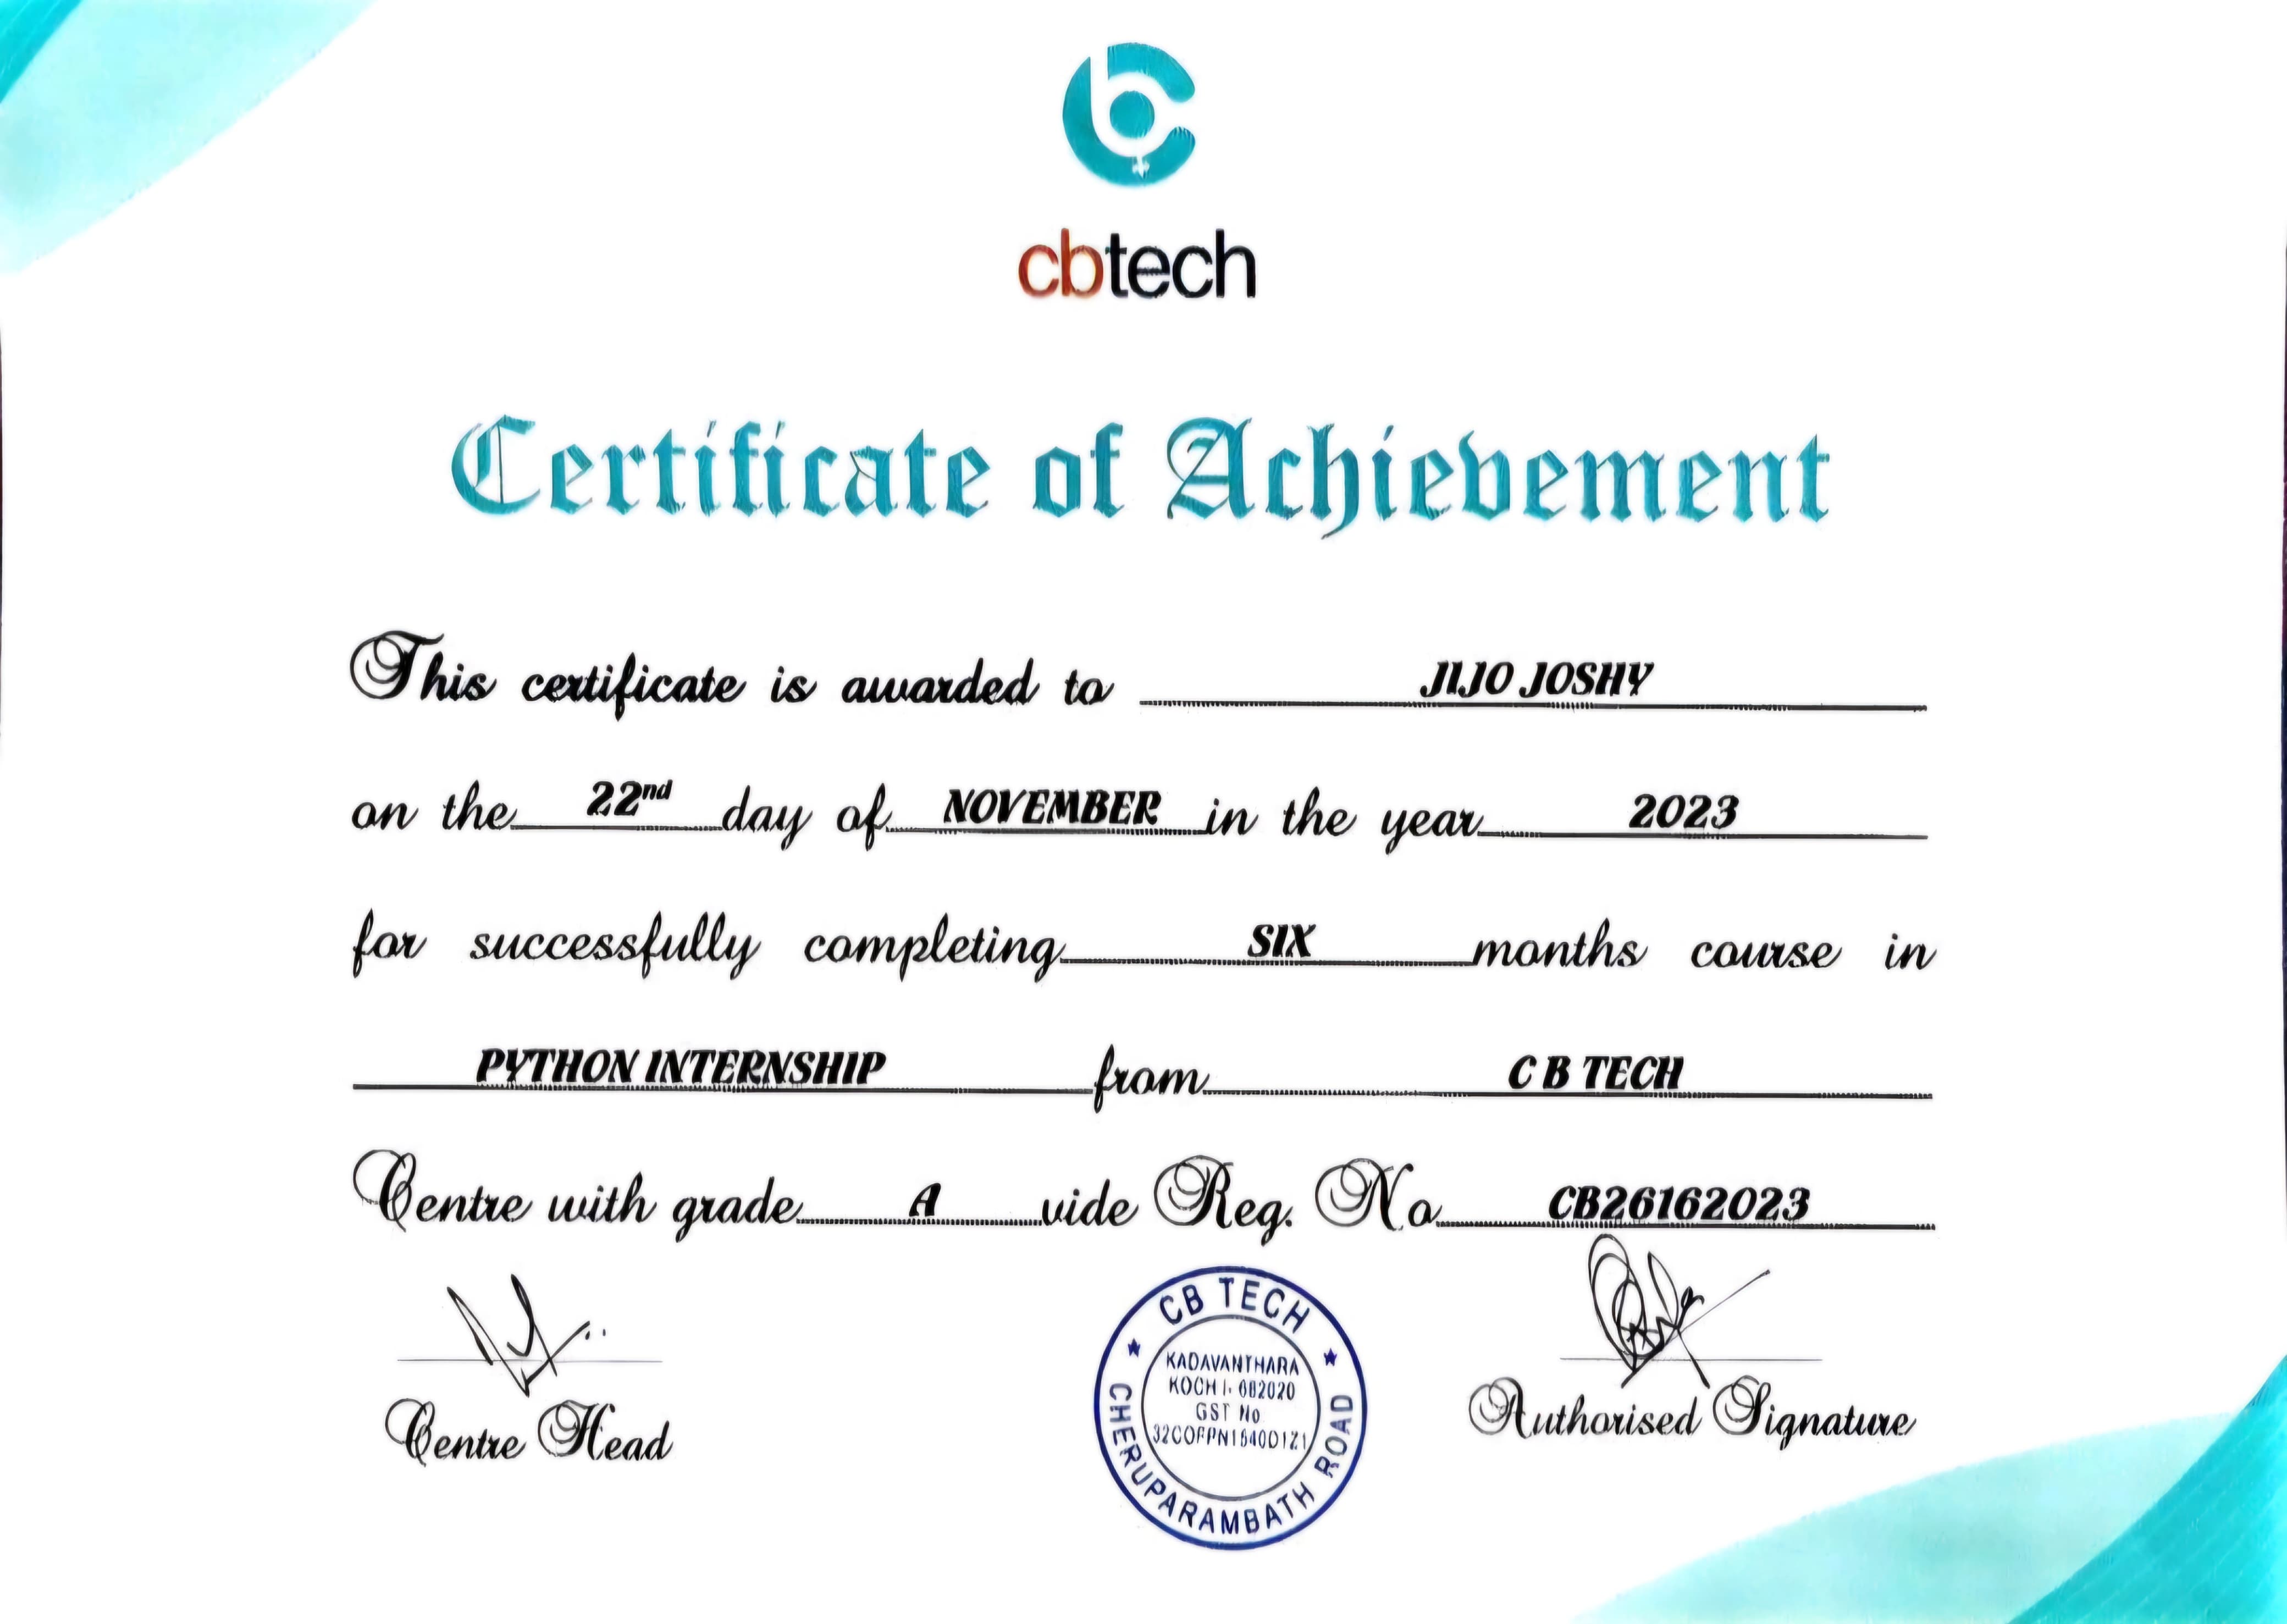 cbtech
Certificate of Achievement
This certificate is awarded to JIJO JOSHY
on the 22nd day of NOVEMBER in the year 2023
for successfully completing SIX months course in
PYTHON INTERNSHIP from C B TECH
Centre with grade A vide Reg. No CB26162023
CB TECH
KADAVANTHARA
KOCHI- 682020
GST No
CHERUPARAMBATH ROAD
Centre Head
Authorised Signature